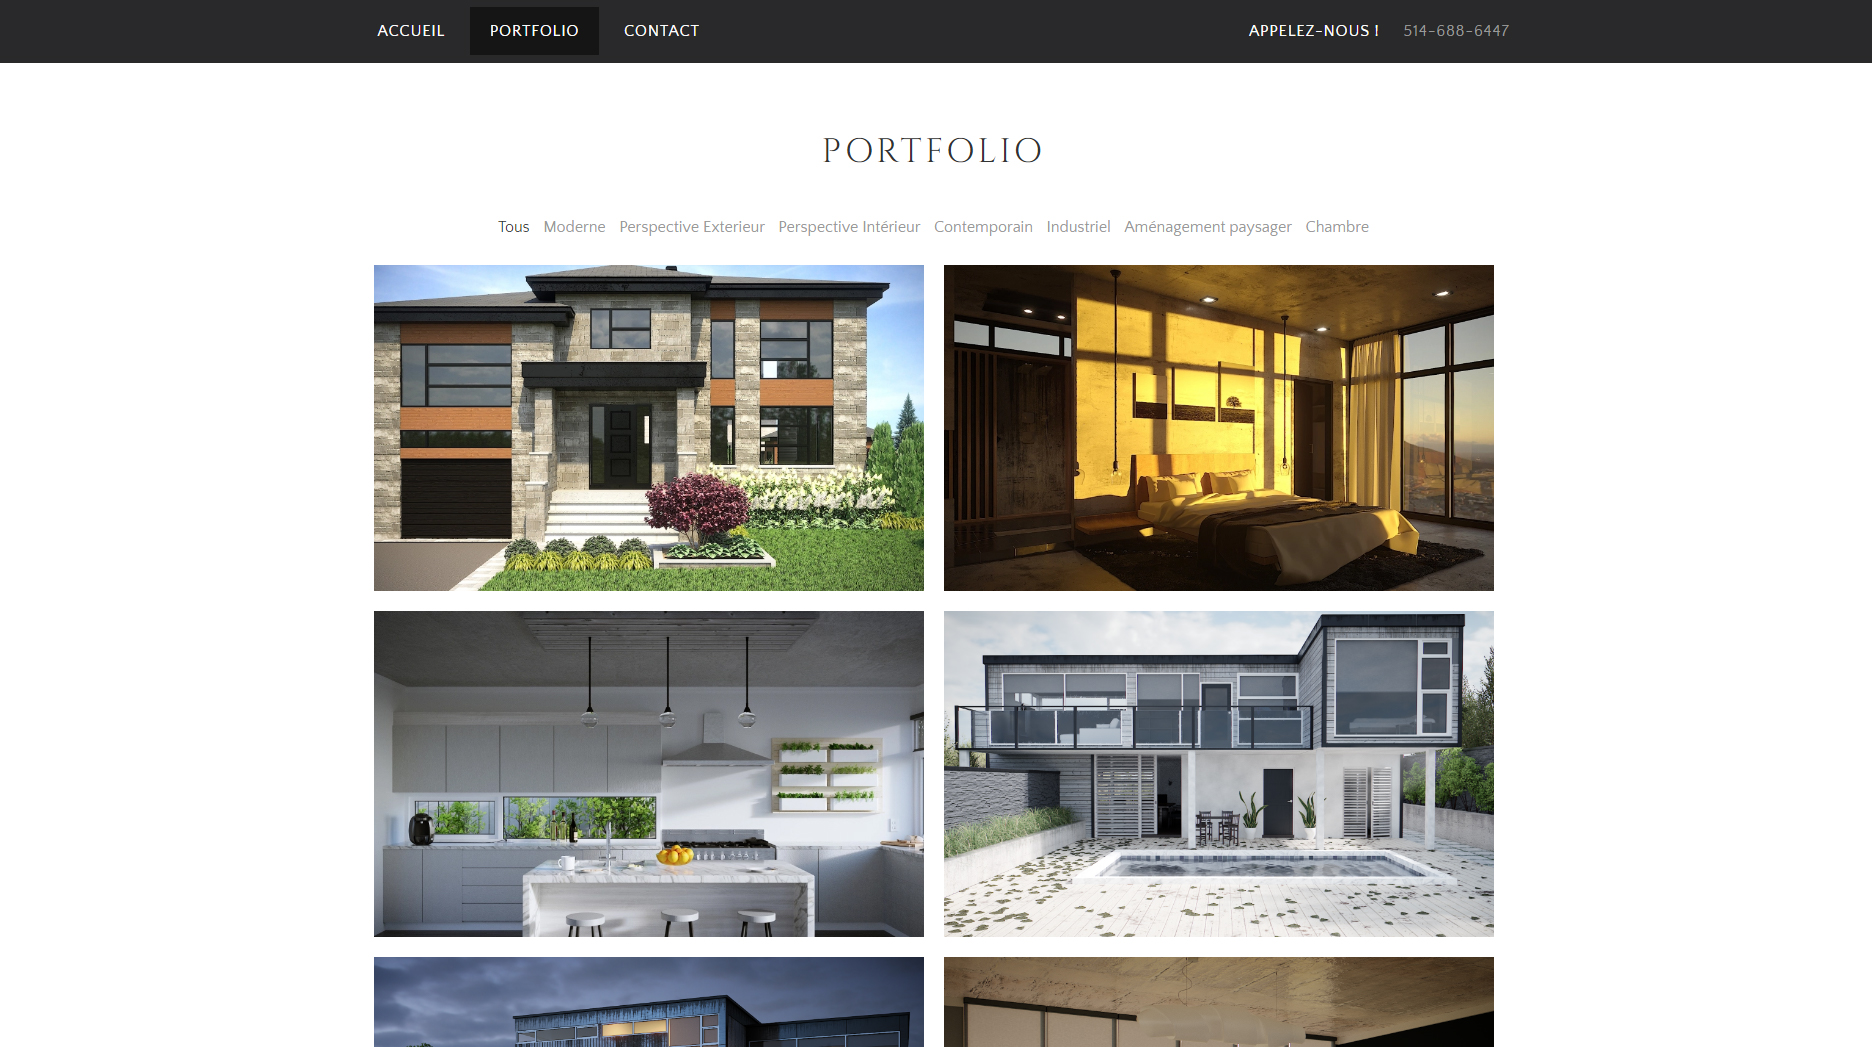 ACCUEIL PORTFOLIO CONTACT APPELEZ-NOUS ! 514-688-6447
PORTFOLIO
Tous Moderne Perspective Exterieur Perspective Intérieur Contemporain Industriel Aménagement paysager Chambre